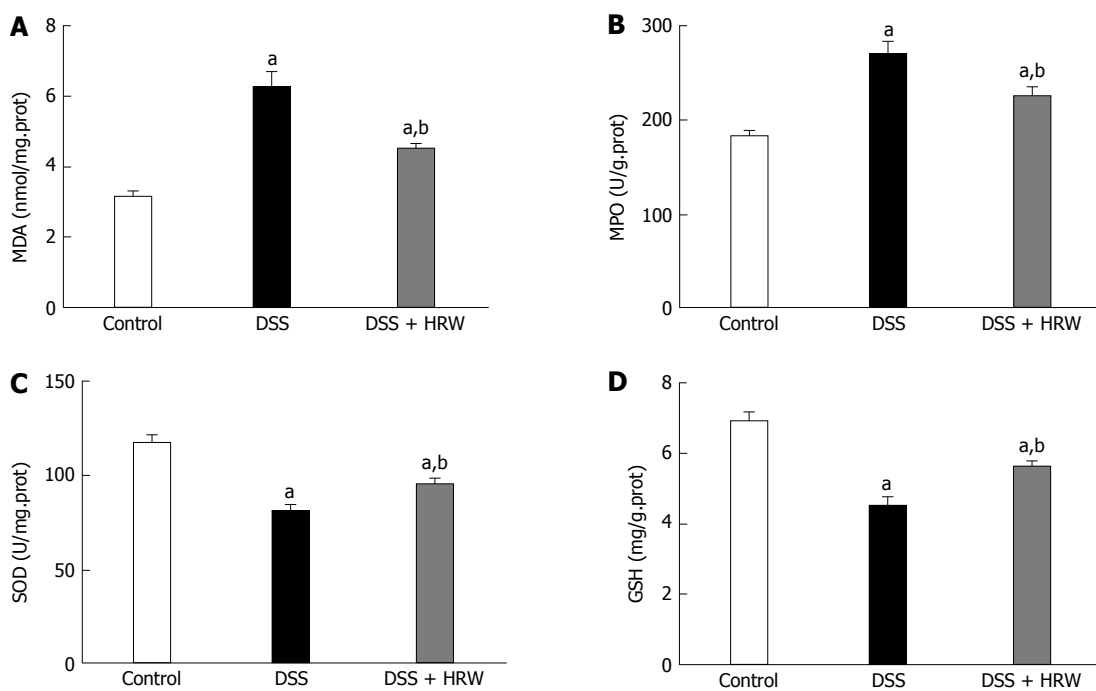 A
8
6
4
2
0
MDA (nmol/mg.prot)
a
a,b
Control DSS DSS + HRW
B
300
200
100
0
MPO (U/g.prot)
a
a,b
Control DSS DSS + HRW
C
150
100
50
0
SOD (U/mg.prot)
a
a,b
Control DSS DSS + HRW
D
8
6
4
2
0
GSH (mg/g.prot)
a
a,b
Control DSS DSS + HRW